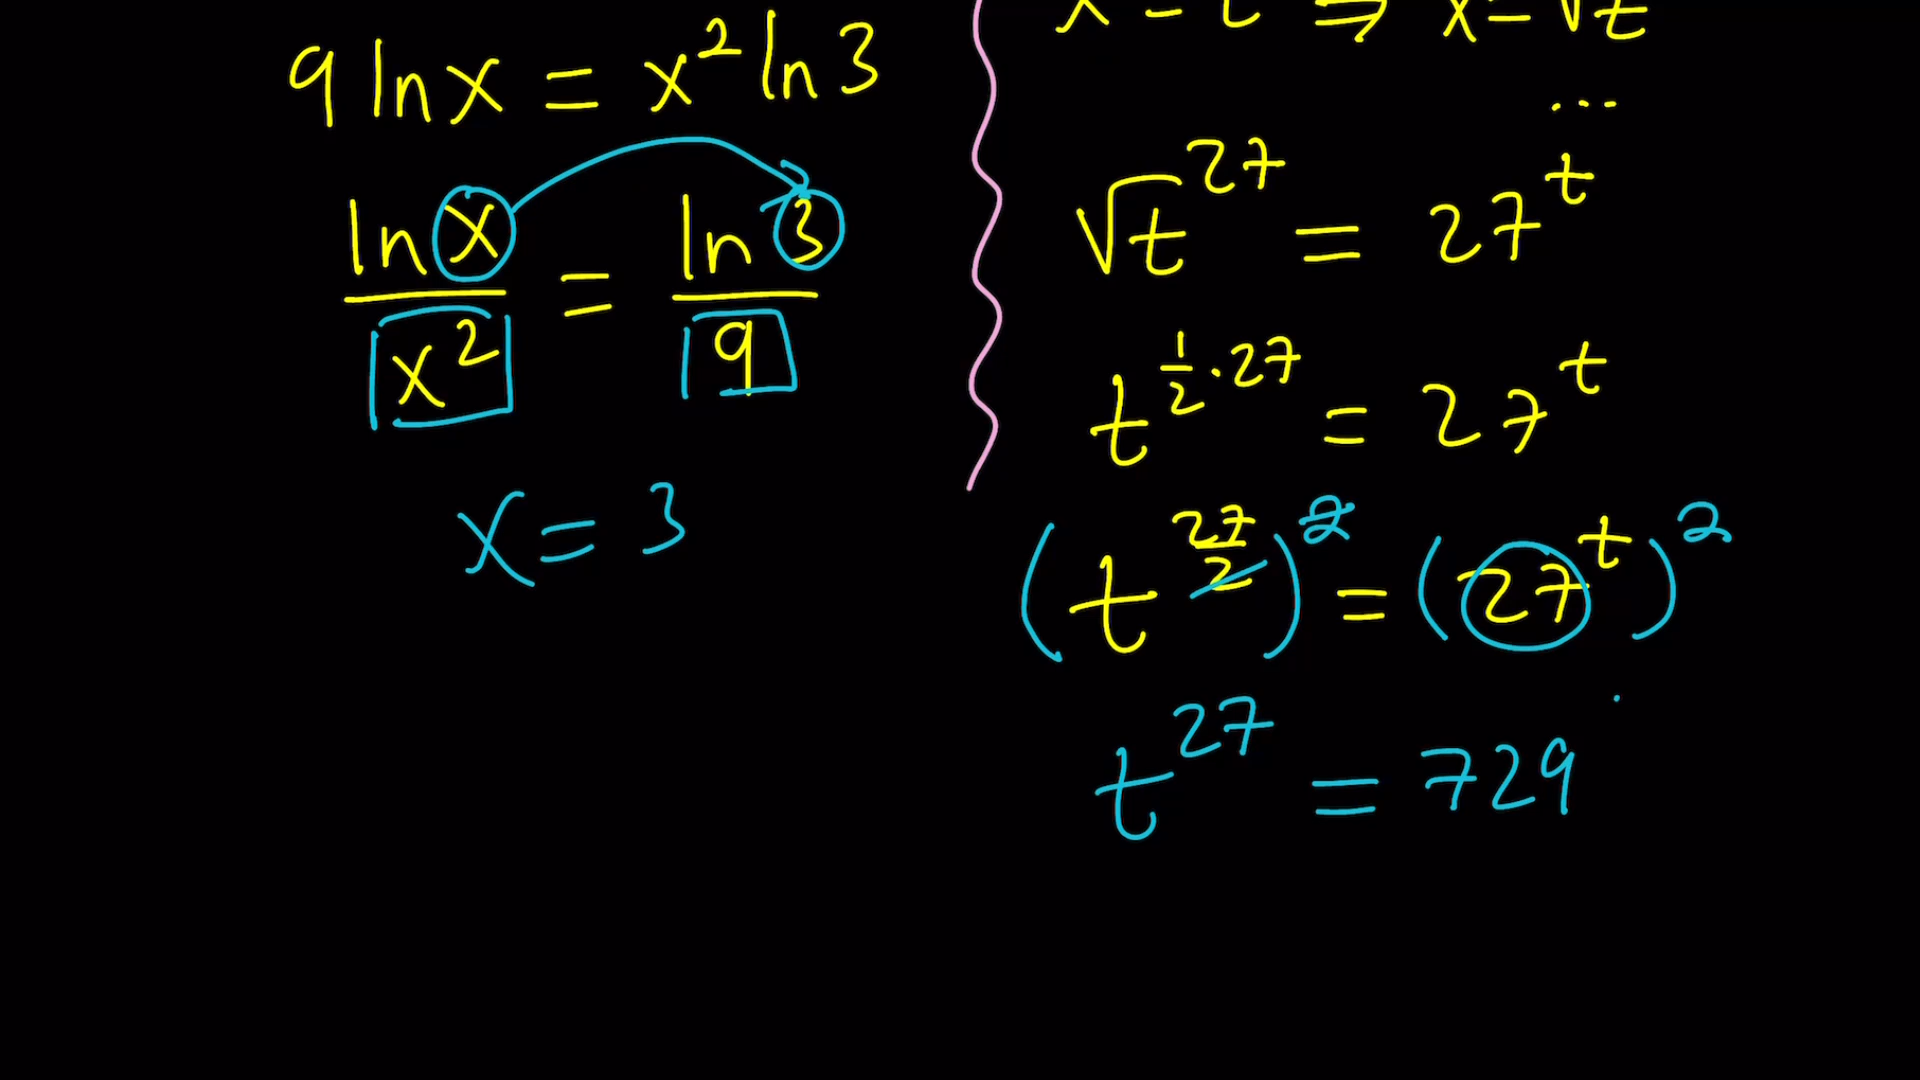 9 ln x = x² ln 3
ln x / x² = ln 3 / 9
x = 3
⇒ x = √t
...
√t^27 = 27^t
t^(1/2 · 27) = 27^t
(t^(27/2))^2 = (27^t)^2
t^27 = 729